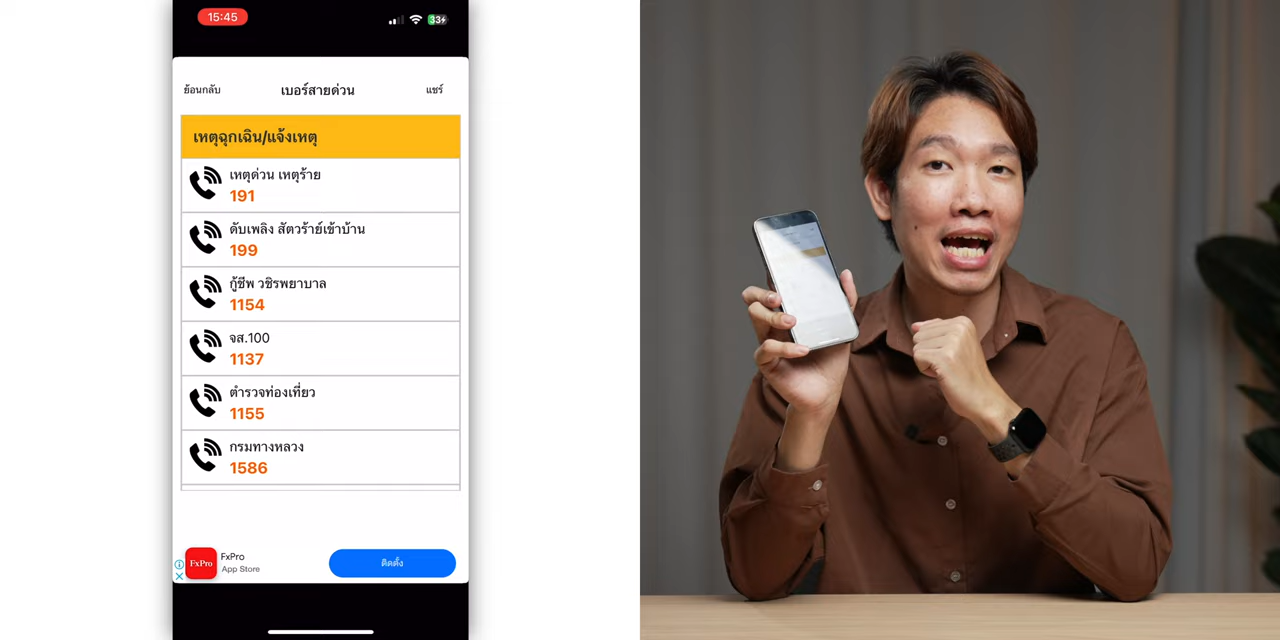 15:45
33
ย้อนกลับ
เบอร์สายด่วน
แชร์
เหตุฉุกเฉิน/แจ้งเหตุ
เหตุด่วน เหตุร้าย
191
ดับเพลิง สัตว์ร้ายเข้าบ้าน
199
กู้ชีพ วชิรพยาบาล
1154
จส.100
1137
ตำรวจท่องเที่ยว
1155
กรมทางหลวง
1586
FxPro
FxPro
App Store
ติดตั้ง